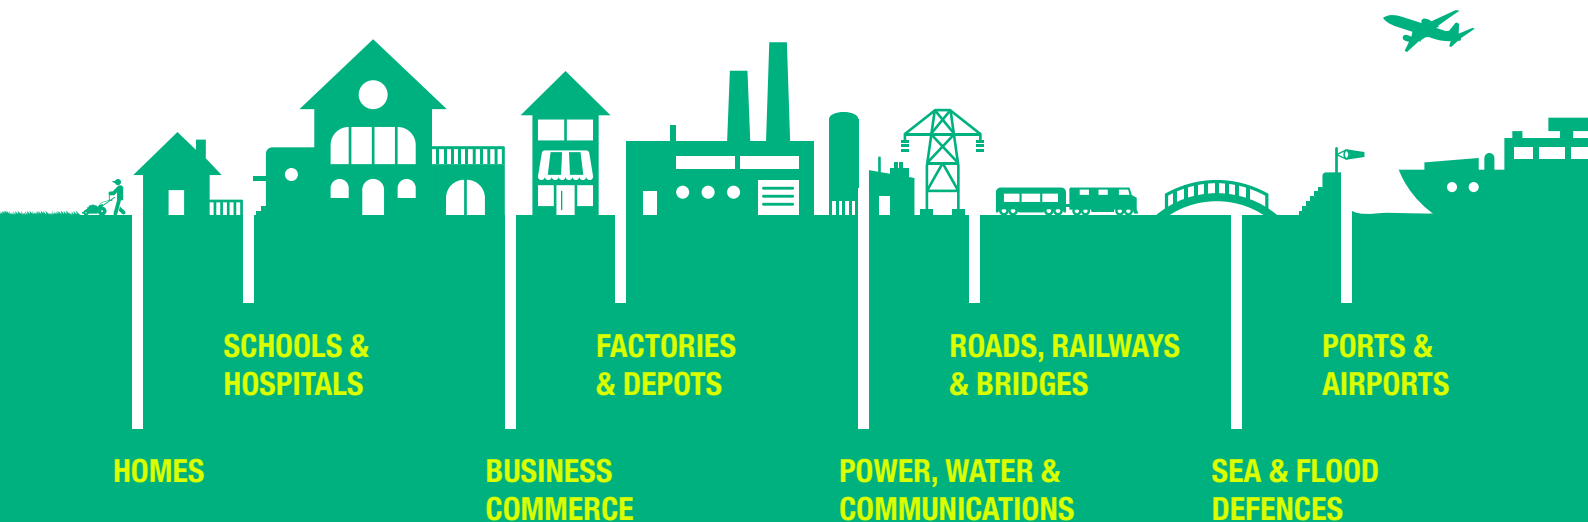 SCHOOLS &
HOSPITALS
FACTORIES
& DEPOTS
ROADS, RAILWAYS
& BRIDGES
PORTS &
AIRPORTS
HOMES
BUSINESS
COMMERCE
POWER, WATER &
COMMUNICATIONS
SEA & FLOOD
DEFENCES